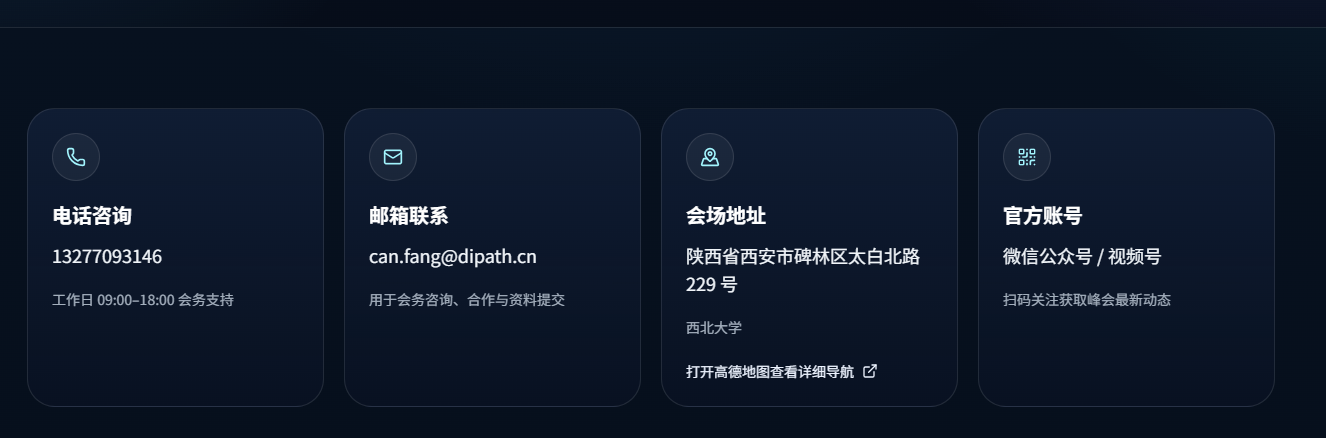 电话咨询
13277093146
工作日 09:00–18:00 会务支持
邮箱联系
can.fang@dipath.cn
用于会务咨询、合作与资料提交
会场地址
陕西省西安市碑林区太白北路
229 号
西北大学
打开高德地图查看详细导航
官方账号
微信公众号 / 视频号
扫码关注获取峰会最新动态